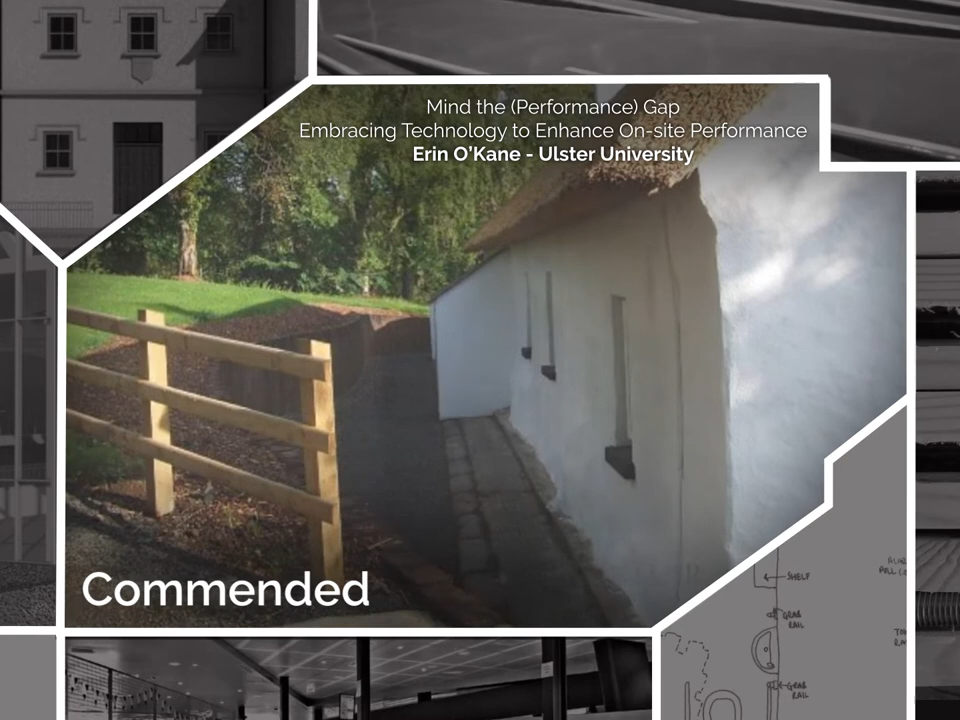 Mind the (Performance) Gap
Embracing Technology to Enhance On-site Performance
Erin O'Kane - Ulster University
Commended
SHELF
GRAB
RAIL
GRAB
RAIL